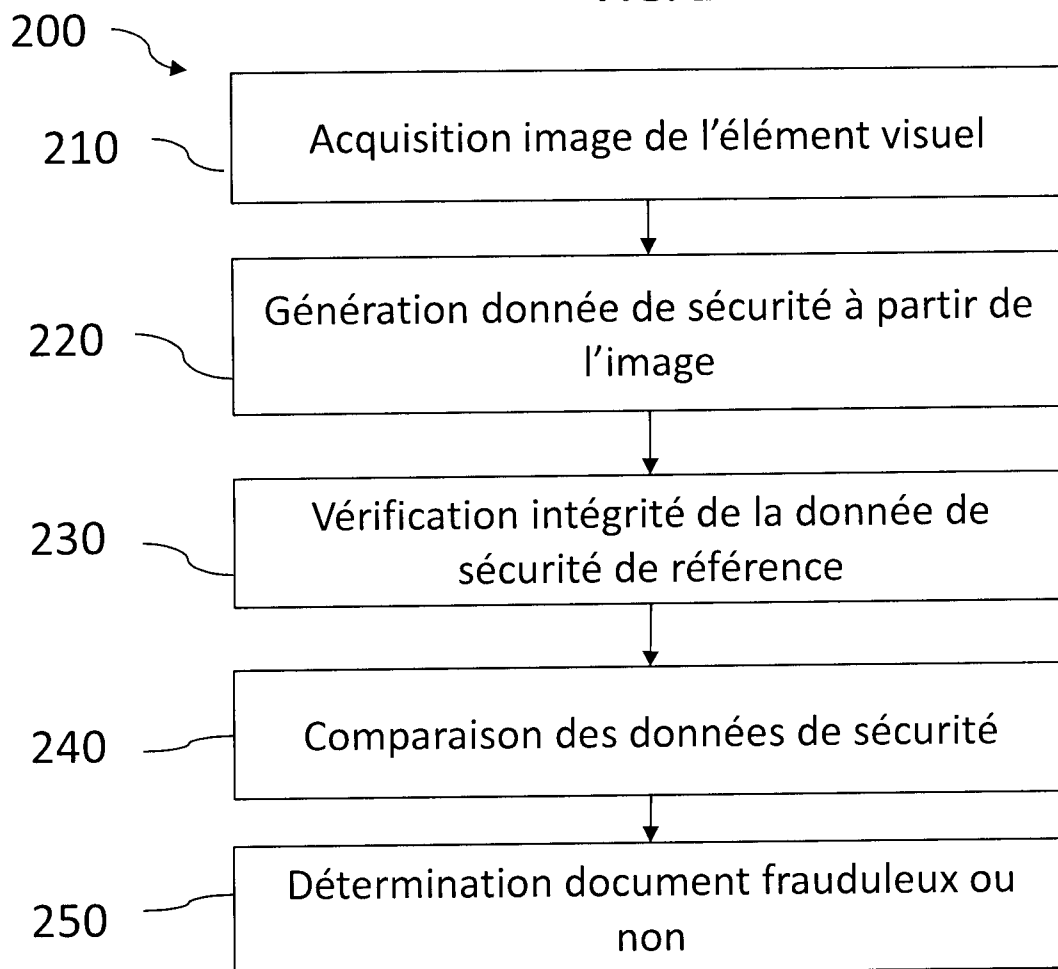 200
210
Acquisition image de l'élément visuel
220
Génération donnée de sécurité à partir de
l'image
230
Vérification intégrité de la donnée de
sécurité de référence
240
Comparaison des données de sécurité
250
Détermination document frauduleux ou
non